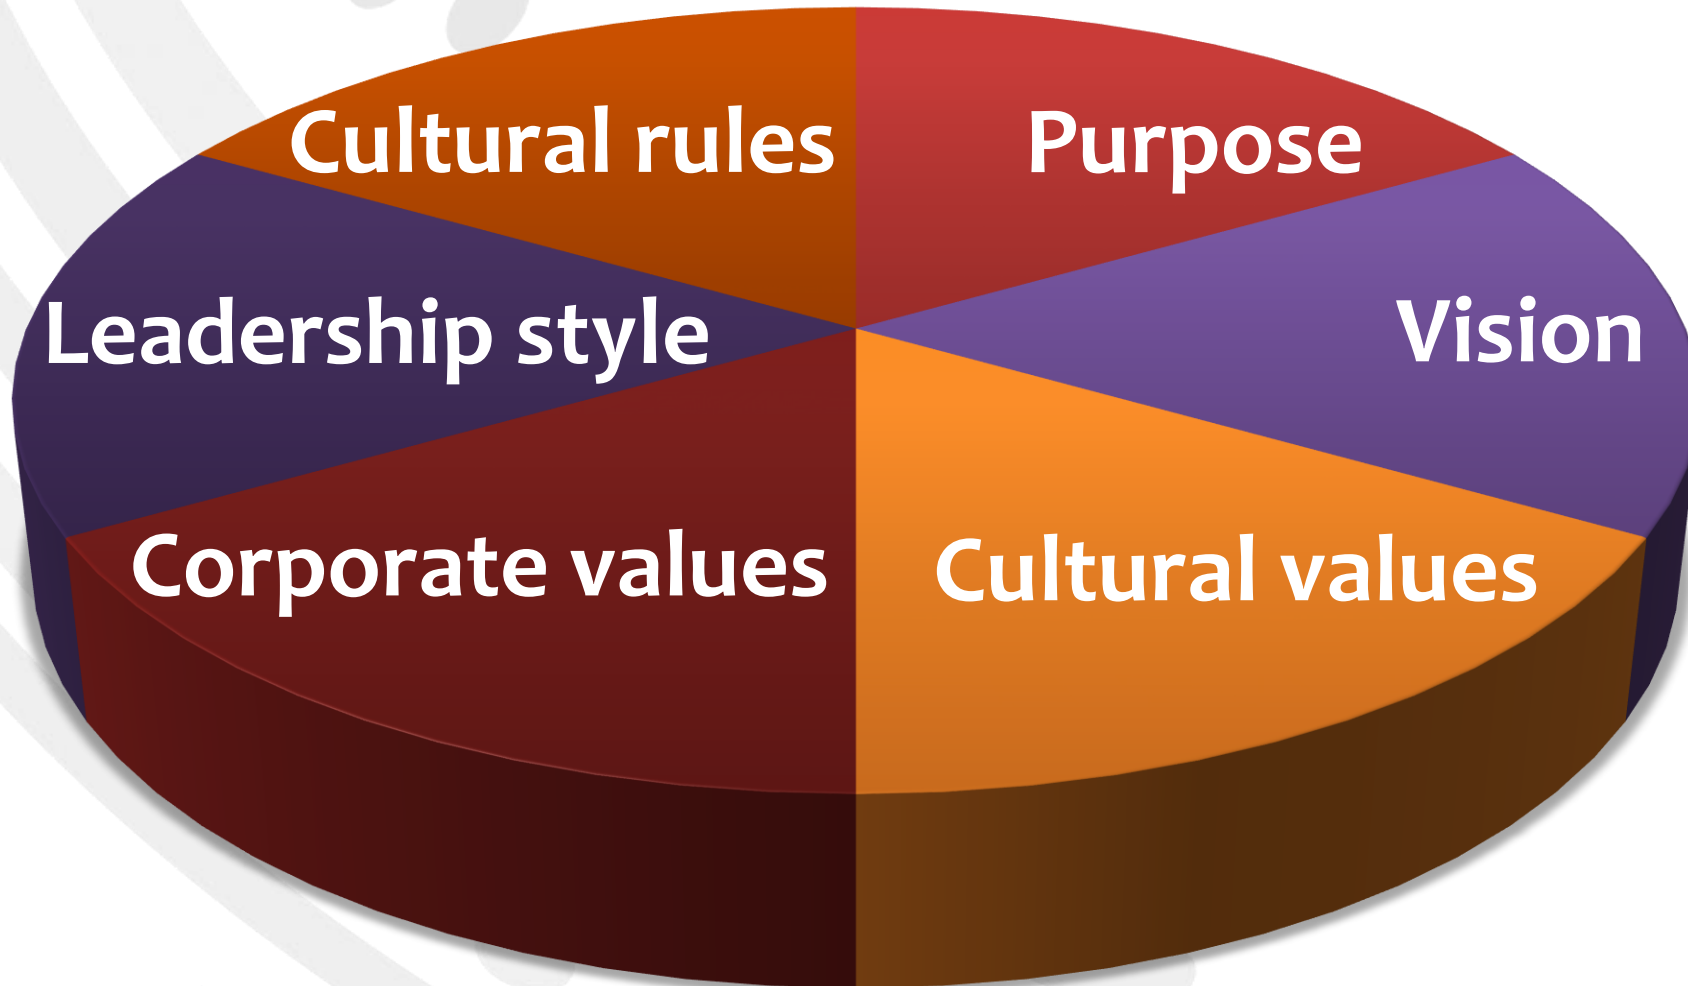 Cultural rules
Purpose
Leadership style
Vision
Corporate values
Cultural values